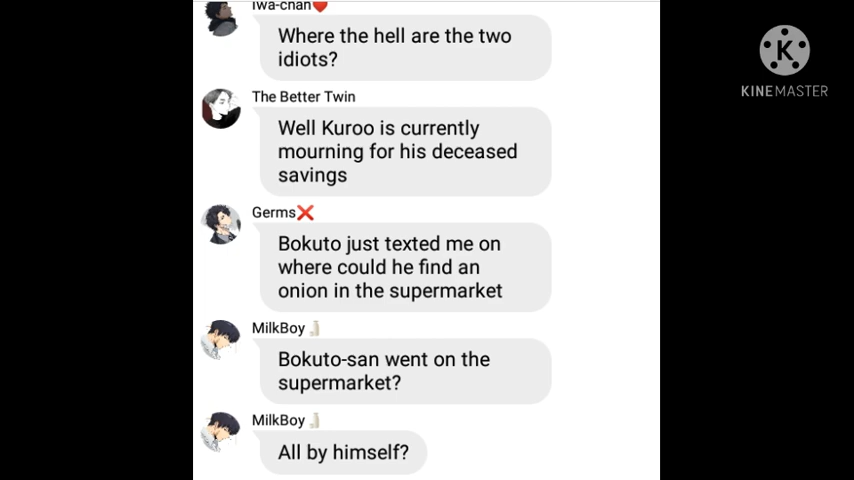 Iwa-chan❤️
Where the hell are the two
idiots?
The Better Twin
Well Kuroo is currently
mourning for his deceased
savings
Germs❌
Bokuto just texted me on
where could he find an
onion in the supermarket
MilkBoy🥛
Bokuto-san went on the
supermarket?
MilkBoy🥛
All by himself?
K
KINEMASTER